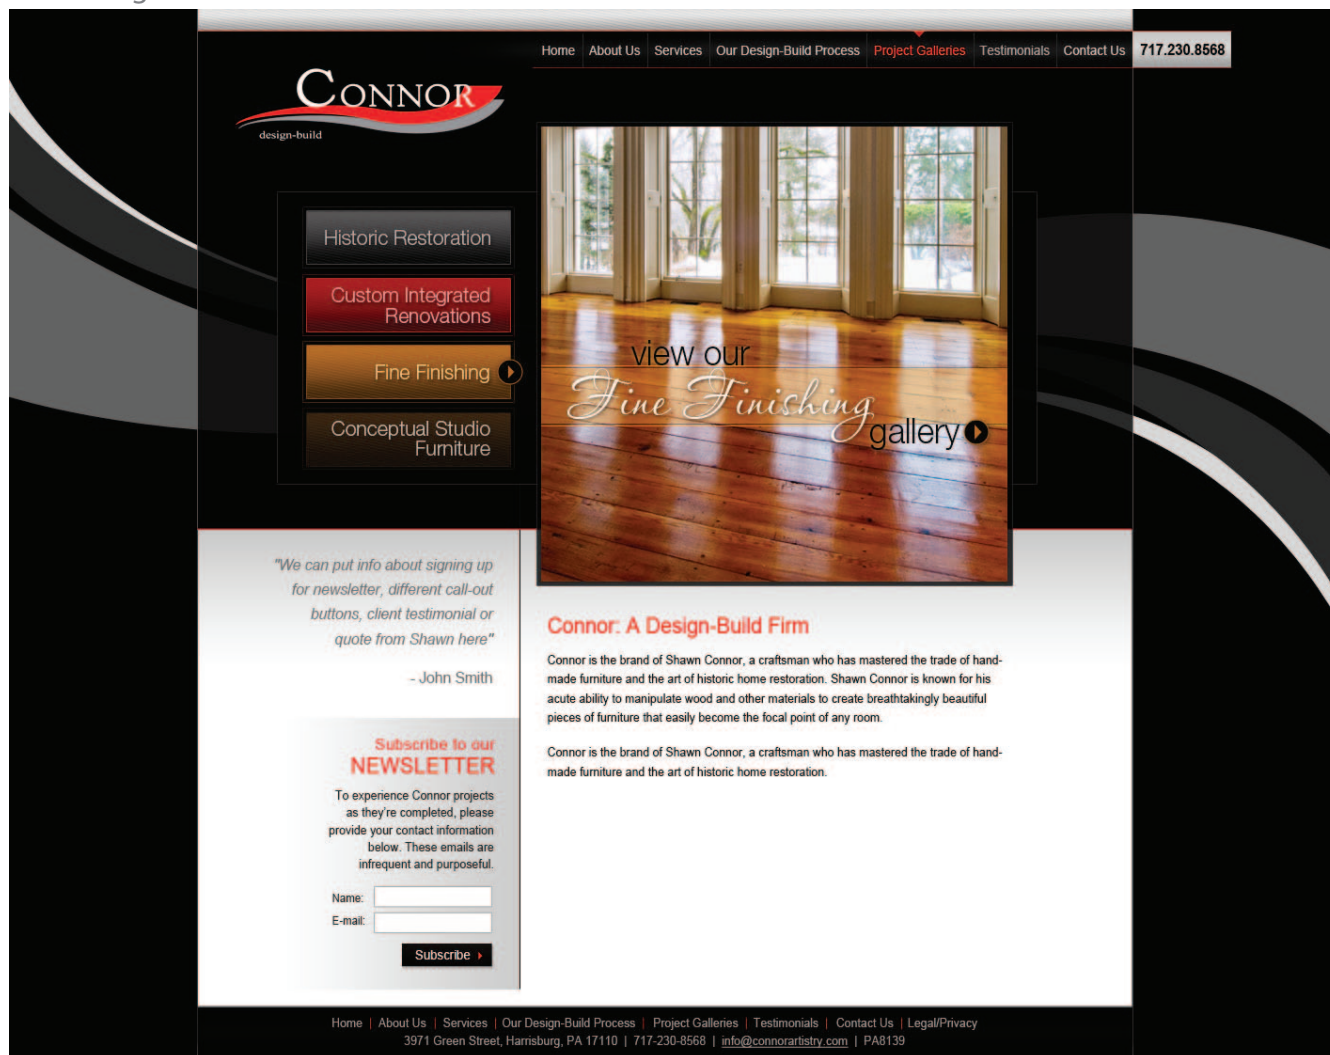 Home About Us Services Our Design-Build Process Project Galleries Testimonials Contact Us 717.230.8568
CONNOR
design-build
Historic Restoration
Custom Integrated
Renovations
Fine Finishing
Conceptual Studio
Furniture
view our
Fine Finishing
gallery
"We can put info about signing up
for newsletter, different call-out
buttons, client testimonial or
quote from Shawn here"
- John Smith
Subscribe to our
NEWSLETTER
To experience Connor projects
as they're completed, please
provide your contact information
below. These emails are
infrequent and purposeful.
Name:
E-mail:
Subscribe
Connor: A Design-Build Firm
Connor is the brand of Shawn Connor, a craftsman who has mastered the trade of hand-
made furniture and the art of historic home restoration. Shawn Connor is known for his
acute ability to manipulate wood and other materials to create breathtakingly beautiful
pieces of furniture that easily become the focal point of any room.
Connor is the brand of Shawn Connor, a craftsman who has mastered the trade of hand-
made furniture and the art of historic home restoration.
Home | About Us | Services | Our Design-Build Process | Project Galleries | Testimonials | Contact Us | Legal/Privacy
3971 Green Street, Harrisburg, PA 17110 | 717-230-8568 | info@connorartistry.com | PA8139